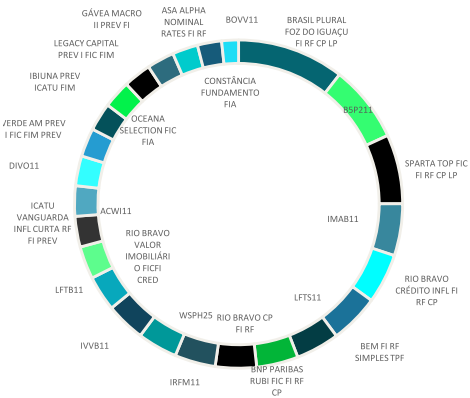 GÁVEA MACRO
II PREV FI
ASA ALPHA
NOMINAL
RATES FI RF
BOVV11
BRASIL PLURAL
FOZ DO IGUAÇU
FI RF CP LP
LEGACY CAPITAL
PREV I FIC FIM
IBIUNA PREV
ICATU FIM
CONSTÂNCIA
FUNDAMENTO
FIA
B5P211
OCEANA
SELECTION FIC
FIA
VERDE AM PREV
I FIC FIM PREV
DIVO11
SPARTA TOP FIC
FI RF CP LP
ICATU
VANGUARDA
INFL CURTA RF
FI PREV
ACWI11
IMAB11
RIO BRAVO
VALOR
IMOBILIÁRI
O FICFI
CRED
RIO BRAVO
CRÉDITO INFL FI
RF CP
LFTB11
LFTS11
WSPH25
RIO BRAVO CP
FI RF
IVVB11
BEM FI RF
SIMPLES TPF
IRFM11
BNP PARIBAS
RUBI FIC FI RF
CP